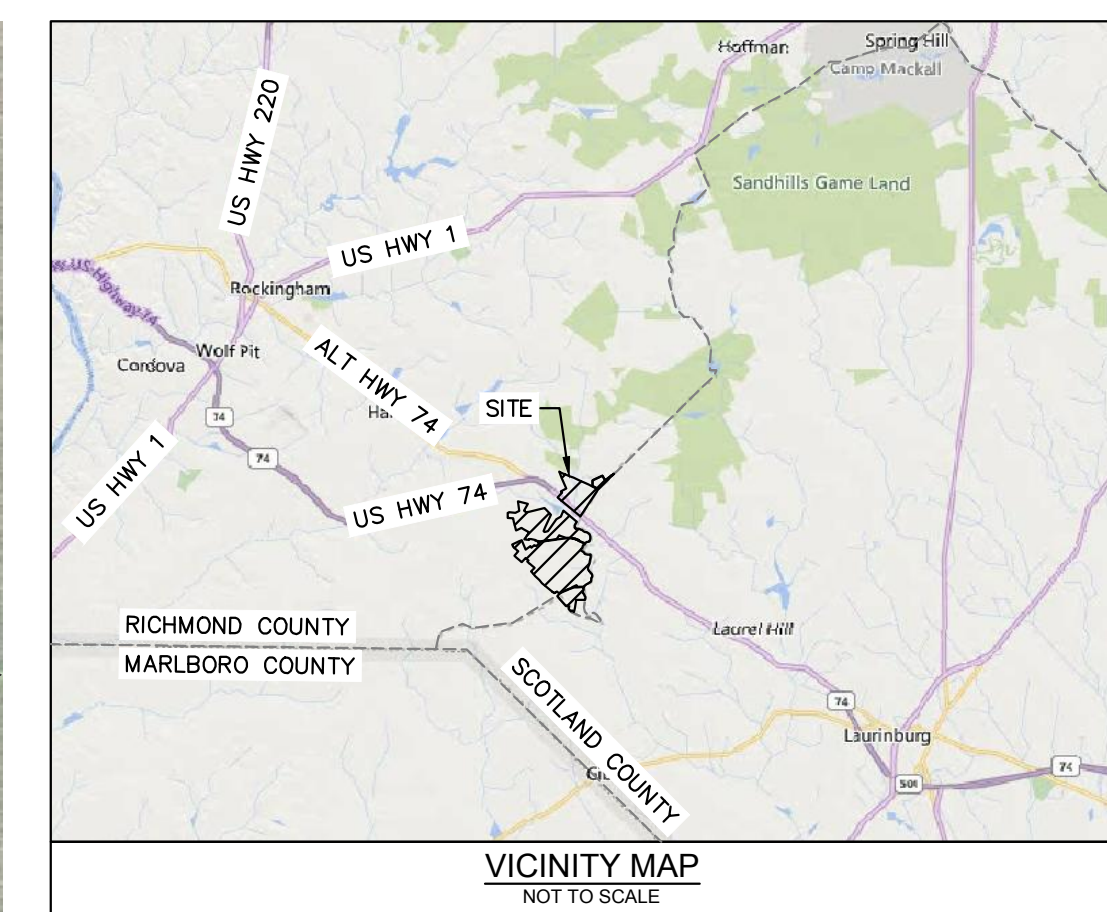 Hoffman
Spring Hill
Camp Mackall
US HWY 220
Sandhills Game Land
US HWY 1
Rockingham
ALT HWY 74
Wolf Pit
Cordova
SITE
74
74
US HWY 1
US HWY 74
RICHMOND COUNTY
MARLBORO COUNTY
Laurel Hill
SCOTLAND COUNTY
74
Laurinburg
74
501
VICINITY MAP
NOT TO SCALE